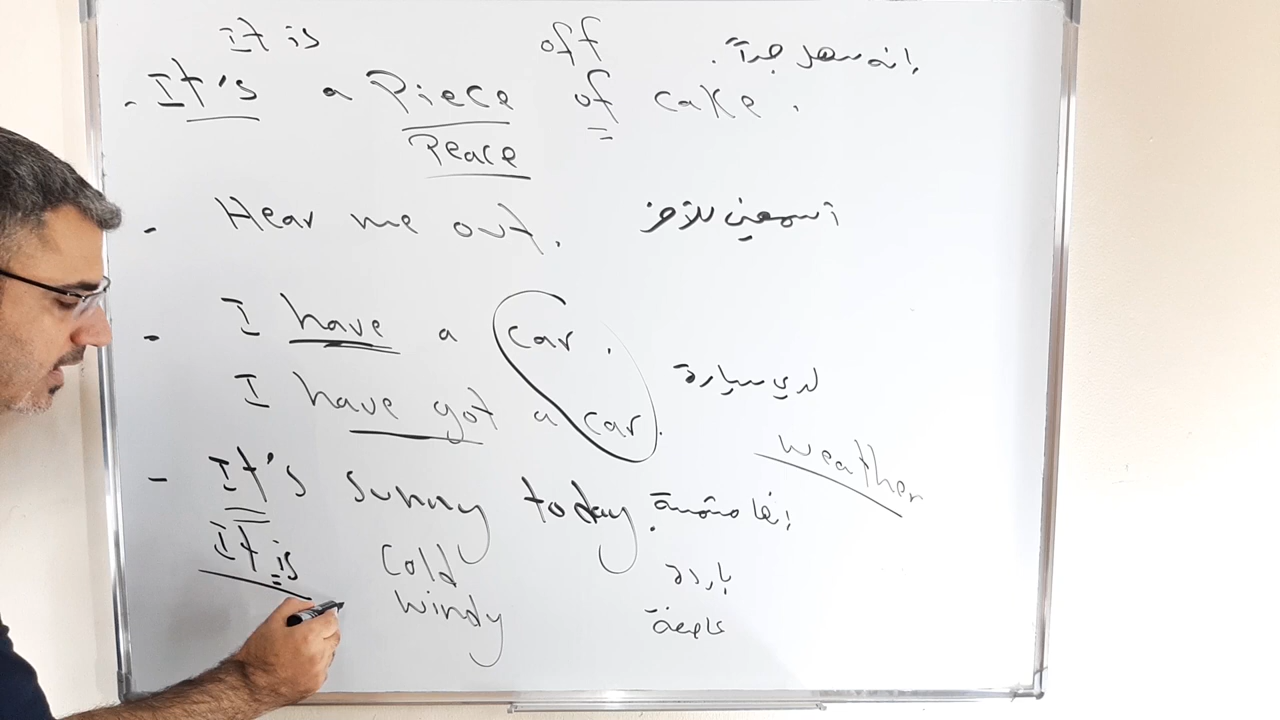 It is off
- It's a Piece of cake. إنه سهل جداً.
Peace
- Hear me out. اسمعني للآخر
- I have a car.
I have got a car. لدي سيارة
weather
- It's sunny today. إنها مشمسة
It is cold باردة
windy عاصفة